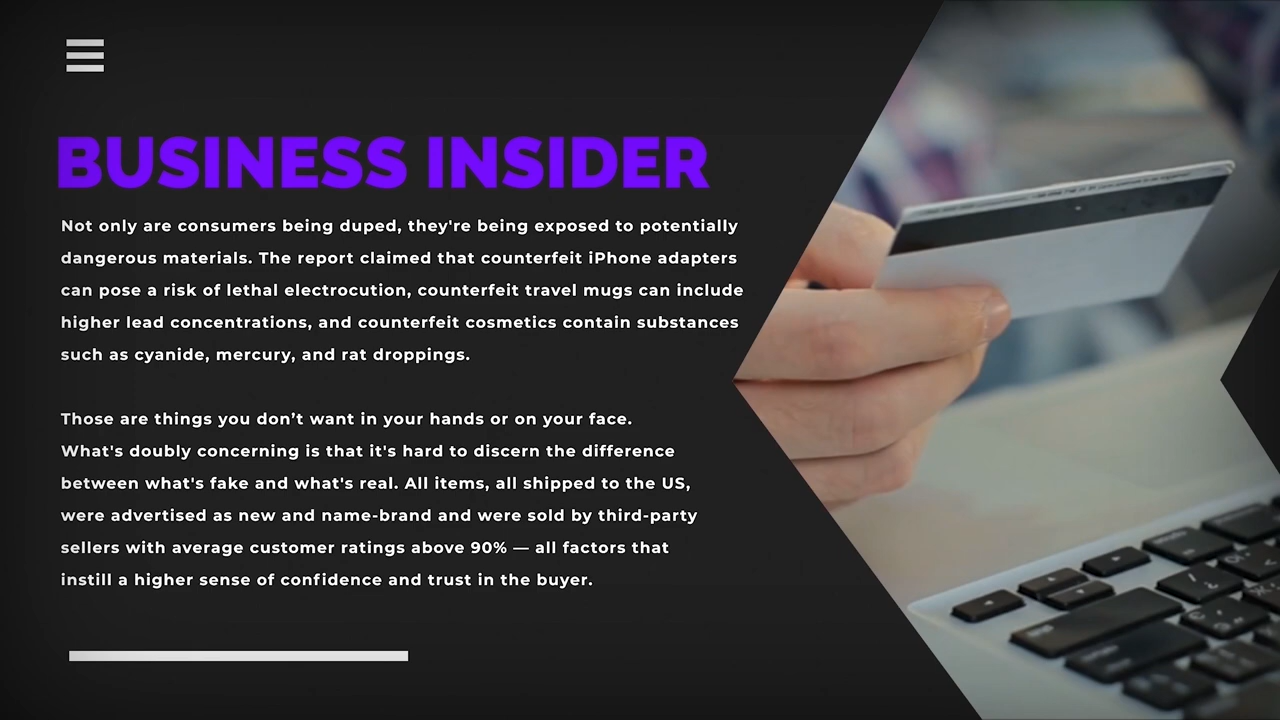 BUSINESS INSIDER
Not only are consumers being duped, they're being exposed to potentially
dangerous materials. The report claimed that counterfeit iPhone adapters
can pose a risk of lethal electrocution, counterfeit travel mugs can include
higher lead concentrations, and counterfeit cosmetics contain substances
such as cyanide, mercury, and rat droppings.
Those are things you don’t want in your hands or on your face.
What's doubly concerning is that it's hard to discern the difference
between what's fake and what's real. All items, all shipped to the US,
were advertised as new and name-brand and were sold by third-party
sellers with average customer ratings above 90% — all factors that
instill a higher sense of confidence and trust in the buyer.